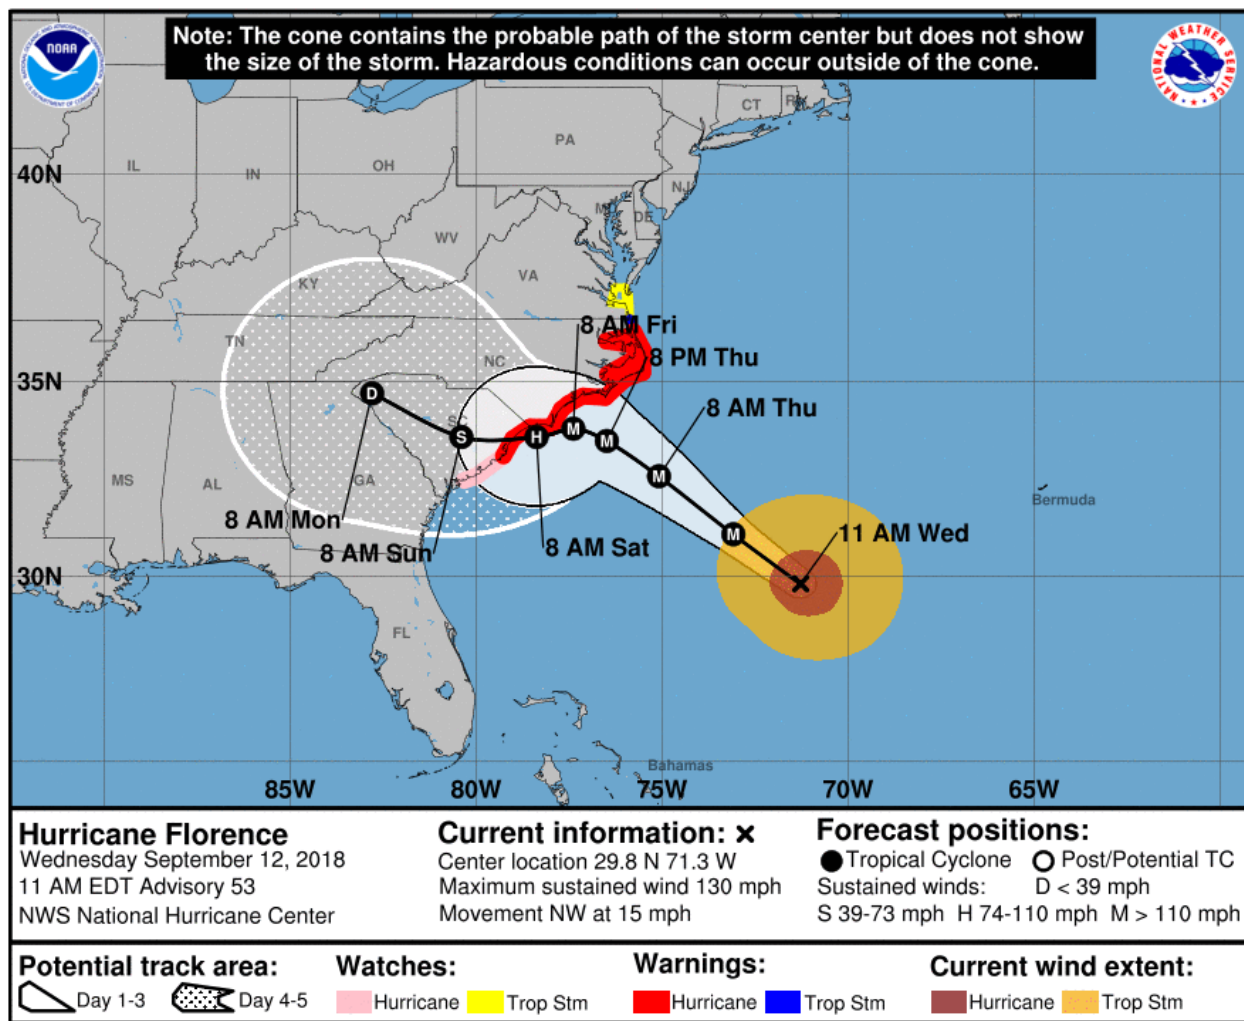 Note: The cone contains the probable path of the storm center but does not show
the size of the storm. Hazardous conditions can occur outside of the cone.
NOAA
NATIONAL WEATHER SERVICE
CT
PA
IL
IN
OH
NJ
40N
DE
WV
VA
KY
8 AM Fri
TN
NC
8 PM Thu
35N
D
8 AM Thu
SC
S
H
M
M
M
MS
AL
GA
Bermuda
8 AM Mon
8 AM Sun
8 AM Sat
M
11 AM Wed
30N
FL
Bahamas
85W
80W
75W
70W
65W
Hurricane Florence
Wednesday September 12, 2018
11 AM EDT Advisory 53
NWS National Hurricane Center
Current information: ×
Center location 29.8 N 71.3 W
Maximum sustained wind 130 mph
Movement NW at 15 mph
Forecast positions:
Tropical Cyclone Post/Potential TC
Sustained winds: D < 39 mph
S 39-73 mph H 74-110 mph M > 110 mph
Potential track area:
Day 1-3 Day 4-5
Watches:
Hurricane Trop Stm
Warnings:
Hurricane Trop Stm
Current wind extent:
Hurricane Trop Stm